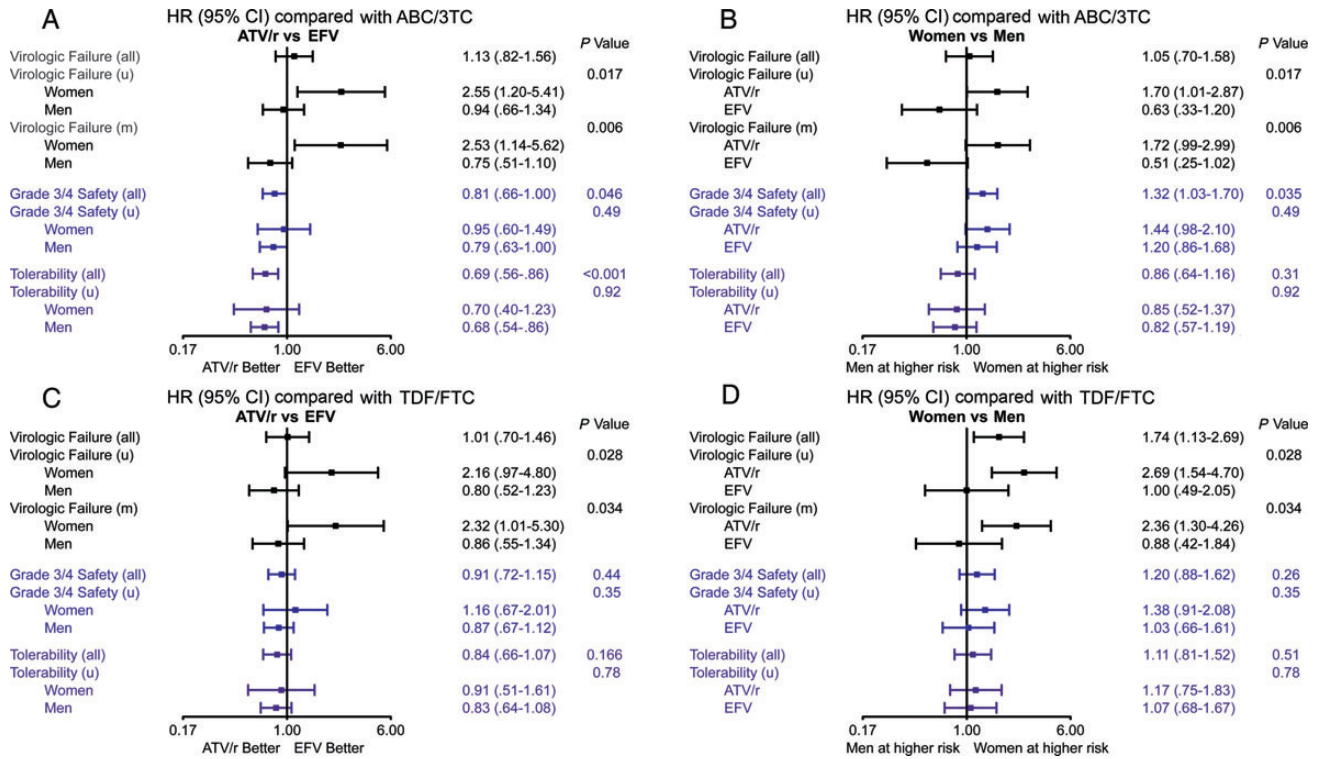 A
HR (95% CI) compared with ABC/3TC
ATV/r vs EFV
P Value
Virologic Failure (all) 1.13 (.82-1.56)
Virologic Failure (u) 0.017
Women 2.55 (1.20-5.41)
Men 0.94 (.66-1.34)
Virologic Failure (m) 0.006
Women 2.53 (1.14-5.62)
Men 0.75 (.51-1.10)
Grade 3/4 Safety (all) 0.81 (.66-1.00) 0.046
Grade 3/4 Safety (u) 0.49
Women 0.95 (.60-1.49)
Men 0.79 (.63-1.00)
Tolerability (all) 0.69 (.56-.86) <0.001
Tolerability (u) 0.92
Women 0.70 (.40-1.23)
Men 0.68 (.54-.86)
0.17 1.00 6.00
ATV/r Better EFV Better
B
HR (95% CI) compared with ABC/3TC
Women vs Men
P Value
Virologic Failure (all) 1.05 (.70-1.58)
Virologic Failure (u) 0.017
ATV/r 1.70 (1.01-2.87)
EFV 0.63 (.33-1.20)
Virologic Failure (m) 0.006
ATV/r 1.72 (.99-2.99)
EFV 0.51 (.25-1.02)
Grade 3/4 Safety (all) 1.32 (1.03-1.70) 0.035
Grade 3/4 Safety (u) 0.49
ATV/r 1.44 (.98-2.10)
EFV 1.20 (.86-1.68)
Tolerability (all) 0.86 (.64-1.16) 0.31
Tolerability (u) 0.92
ATV/r 0.85 (.52-1.37)
EFV 0.82 (.57-1.19)
0.17 1.00 6.00
Men at higher risk Women at higher risk
C
HR (95% CI) compared with TDF/FTC
ATV/r vs EFV
P Value
Virologic Failure (all) 1.01 (.70-1.46)
Virologic Failure (u) 0.028
Women 2.16 (.97-4.80)
Men 0.80 (.52-1.23)
Virologic Failure (m) 0.034
Women 2.32 (1.01-5.30)
Men 0.86 (.55-1.34)
Grade 3/4 Safety (all) 0.91 (.72-1.15) 0.44
Grade 3/4 Safety (u) 0.35
Women 1.16 (.67-2.01)
Men 0.87 (.67-1.12)
Tolerability (all) 0.84 (.66-1.07) 0.166
Tolerability (u) 0.78
Women 0.91 (.51-1.61)
Men 0.83 (.64-1.08)
0.17 1.00 6.00
ATV/r Better EFV Better
D
HR (95% CI) compared with TDF/FTC
Women vs Men
P Value
Virologic Failure (all) 1.74 (1.13-2.69)
Virologic Failure (u) 0.028
ATV/r 2.69 (1.54-4.70)
EFV 1.00 (.49-2.05)
Virologic Failure (m) 0.034
ATV/r 2.36 (1.30-4.26)
EFV 0.88 (.42-1.84)
Grade 3/4 Safety (all) 1.20 (.88-1.62) 0.26
Grade 3/4 Safety (u) 0.35
ATV/r 1.38 (.91-2.08)
EFV 1.03 (.66-1.61)
Tolerability (all) 1.11 (.81-1.52) 0.51
Tolerability (u) 0.78
ATV/r 1.17 (.75-1.83)
EFV 1.07 (.68-1.67)
0.17 1.00 6.00
Men at higher risk Women at higher risk